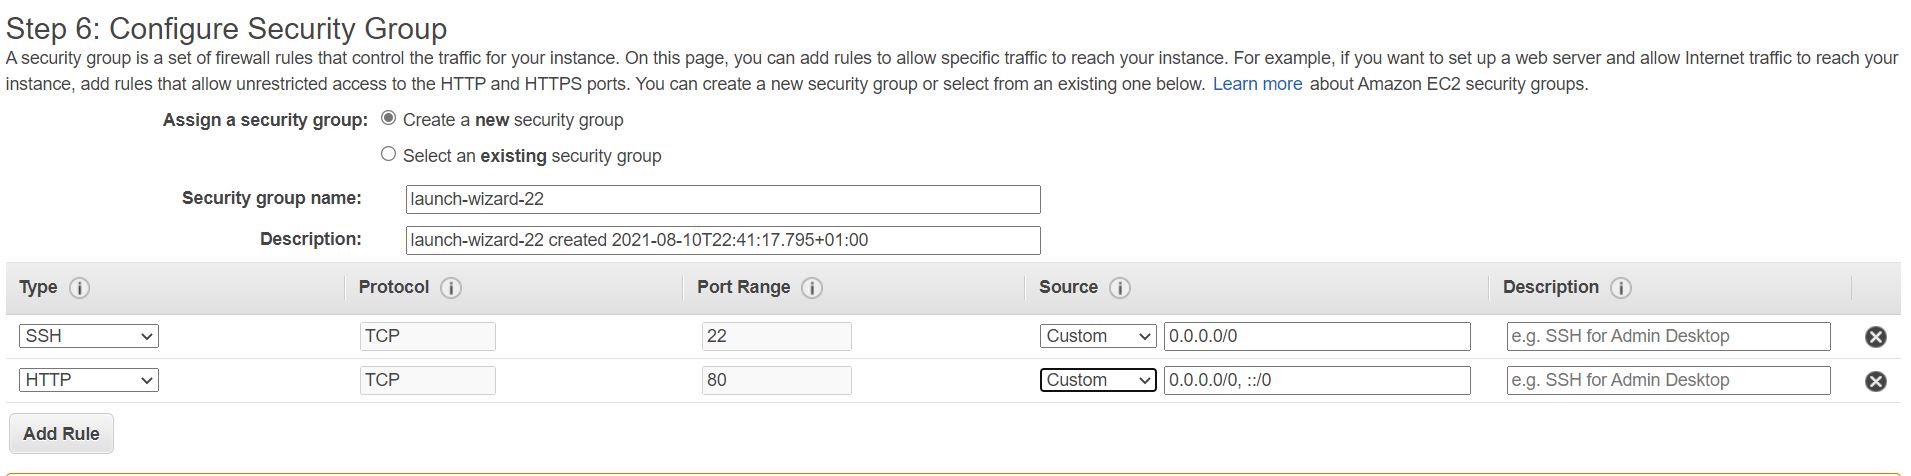 Step 6: Configure Security Group
A security group is a set of firewall rules that control the traffic for your instance. On this page, you can add rules to allow specific traffic to reach your instance. For example, if you want to set up a web server and allow Internet traffic to reach your
instance, add rules that allow unrestricted access to the HTTP and HTTPS ports. You can create a new security group or select from an existing one below. Learn more about Amazon EC2 security groups.
Assign a security group: Create a new security group
Select an existing security group
Security group name: launch-wizard-22
Description: launch-wizard-22 created 2021-08-10T22:41:17.795+01:00
Type i Protocol i Port Range i Source i Description i
SSH TCP 22 Custom 0.0.0.0/0 e.g. SSH for Admin Desktop
HTTP TCP 80 Custom 0.0.0.0/0, ::/0 e.g. SSH for Admin Desktop
Add Rule